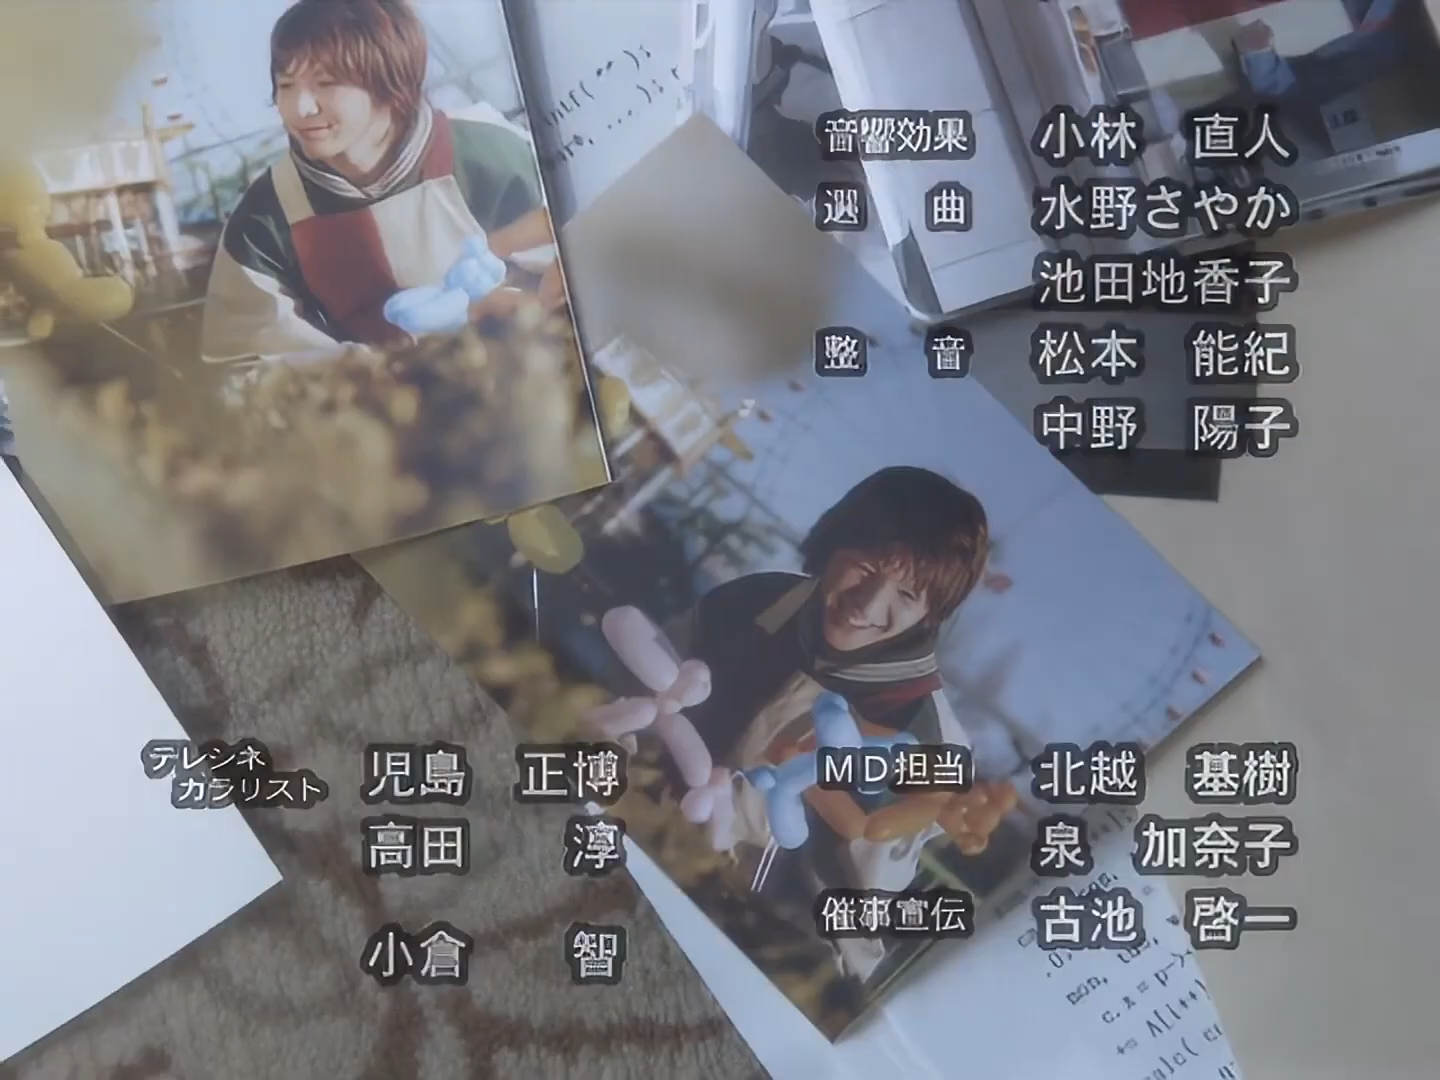 音響効果 小林 直人
選曲 水野さやか
池田地香子
整音 松本 能紀
中野 陽子
テレシネ
カラリスト 児島 正博
高田 淳
小倉 智
MD担当 北越 基樹
泉 加奈子
催事宣伝 古池 啓一